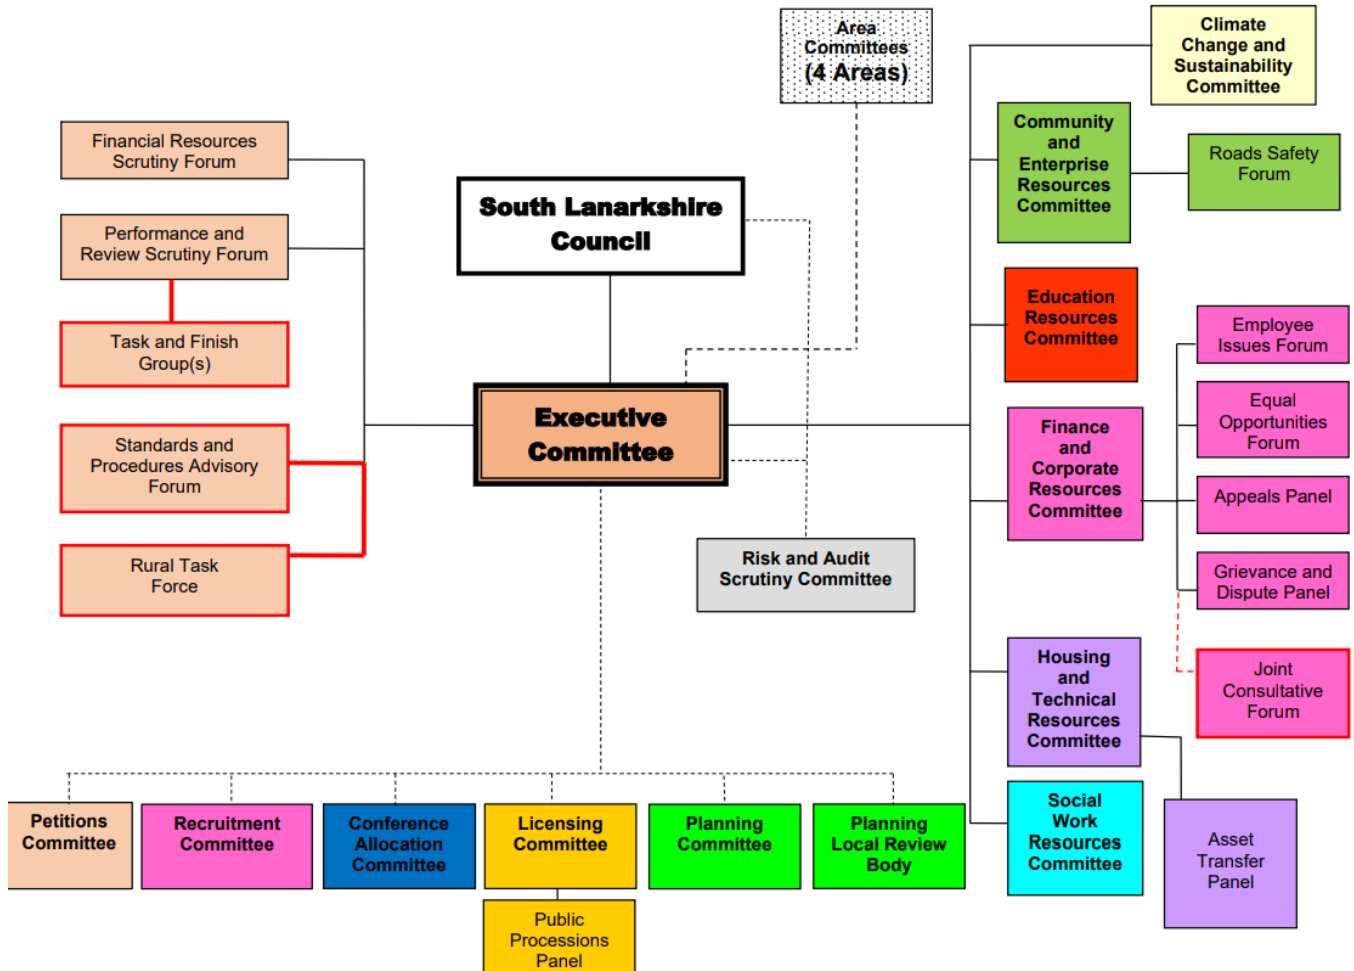 Area
Committees
(4 Areas)
Climate
Change and
Sustainability
Committee
Financial Resources
Scrutiny Forum
Community
and
Enterprise
Resources
Committee
Roads Safety
Forum
South Lanarkshire
Council
Performance and
Review Scrutiny Forum
Education
Resources
Committee
Task and Finish
Group(s)
Employee
Issues Forum
Executive
Committee
Equal
Opportunities
Forum
Finance
and
Corporate
Resources
Committee
Standards and
Procedures Advisory
Forum
Appeals Panel
Risk and Audit
Scrutiny Committee
Rural Task
Force
Grievance and
Dispute Panel
Housing
and
Technical
Resources
Committee
Joint
Consultative
Forum
Petitions
Committee
Recruitment
Committee
Conference
Allocation
Committee
Licensing
Committee
Planning
Committee
Planning
Local Review
Body
Social
Work
Resources
Committee
Asset
Transfer
Panel
Public
Processions
Panel